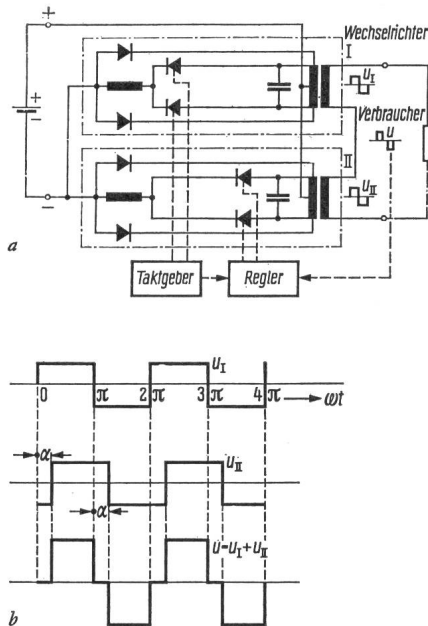 a
+
Wechselrichter
I
u_I
+
−
Verbraucher
u
II
u_II
−
Taktgeber
Regler
b
u_I
0 π 2π 3π 4π ωt
α
u_II
α
u=u_I+u_II